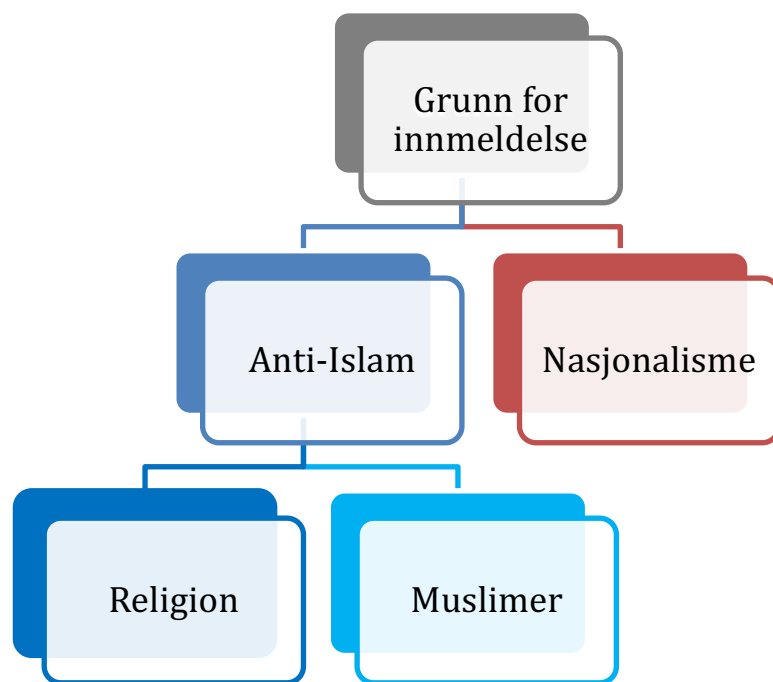 Grunn for
innmeldelse
Anti-Islam
Nasjonalisme
Religion
Muslimer